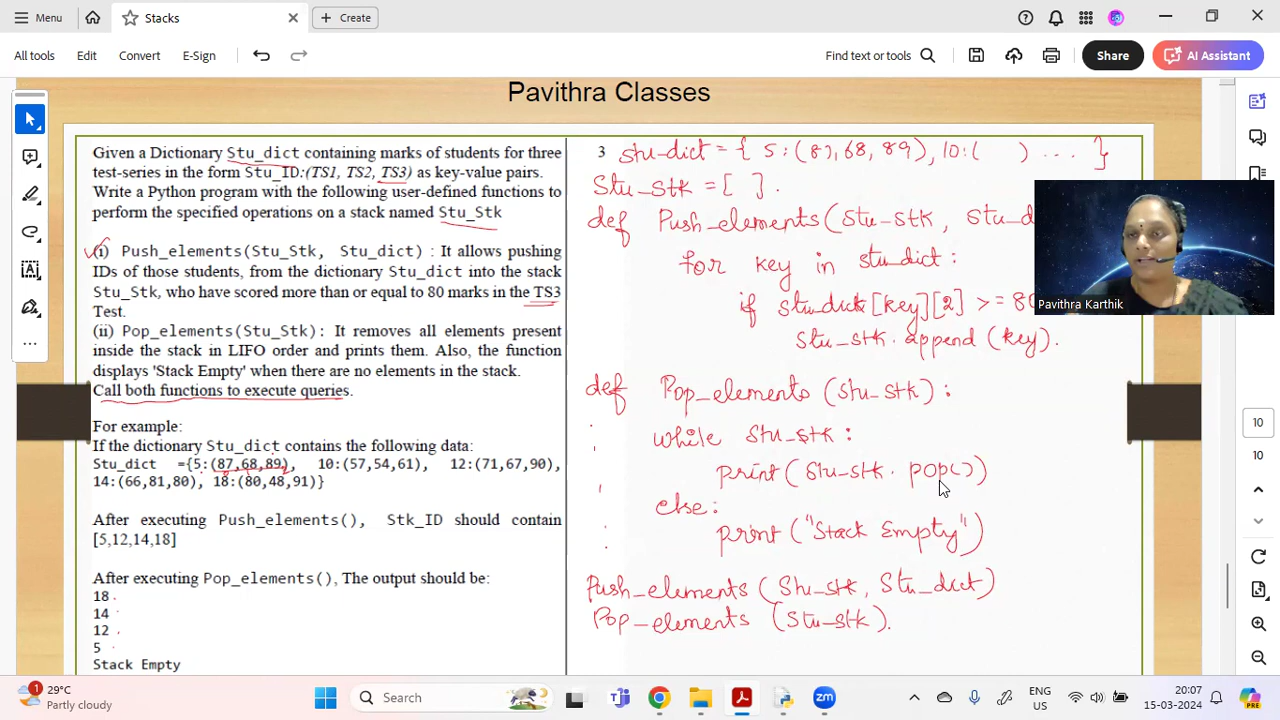 Menu
Stacks
Create
All tools
Edit
Convert
E-Sign
Find text or tools
Share
AI Assistant
Pavithra Classes
Given a Dictionary Stu_dict containing marks of students for three
test-series in the form Stu_ID:(TS1, TS2, TS3) as key-value pairs.
Write a Python program with the following user-defined functions to
perform the specified operations on a stack named Stu_Stk
(i) Push_elements(Stu_Stk, Stu_dict) : It allows pushing
IDs of those students, from the dictionary Stu_dict into the stack
Stu_Stk, who have scored more than or equal to 80 marks in the TS3
Test.
(ii) Pop_elements(Stu_Stk): It removes all elements present
inside the stack in LIFO order and prints them. Also, the function
displays 'Stack Empty' when there are no elements in the stack.
Call both functions to execute queries.
For example:
If the dictionary Stu_dict contains the following data:
Stu_dict ={5:(87,68,89), 10:(57,54,61), 12:(71,67,90),
14:(66,81,80), 18:(80,48,91)}
After executing Push_elements(), Stk_ID should contain
[5,12,14,18]
After executing Pop_elements(), The output should be:
18
14
12
5
Stack Empty
3 stu-dict = { 5:(87,68,89), 10:( ) ... }
Stu_Stk = [ ].
def Push_elements(Stu_stk, Stu_d
for key in stu_dict:
if stu_dict[key][2] >= 80
stu_stk.append(key).
def Pop_elements(Stu_stk):
while Stu_stk:
print(Stu_stk.pop())
else:
print("Stack Empty")
Push_elements(Stu_stk, Stu_dict)
Pop_elements(Stu_stk).
Pavithra Karthik
10
10
1
29°C
Partly cloudy
Search
ENG
US
20:07
15-03-2024
PRE